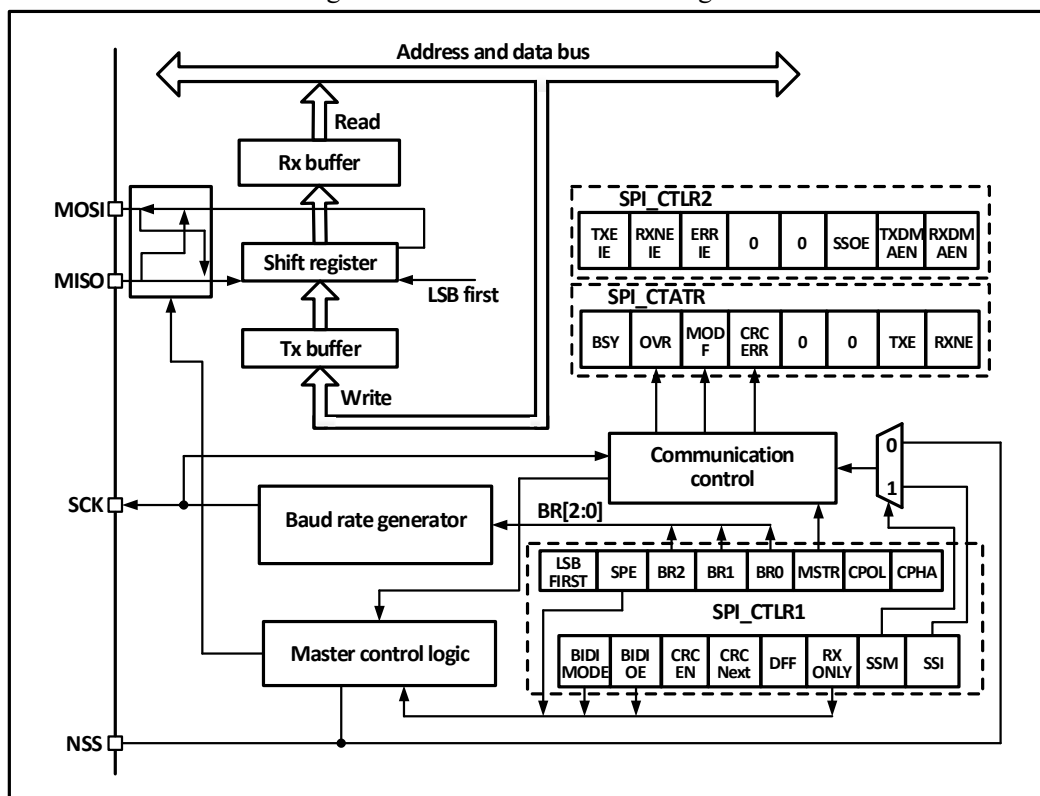 Address and data bus
Read
Rx buffer
MOSI
SPI_CTLR2
TXE
IE
RXNE
IE
ERR
IE
0
0
SSOE
TXDM
AEN
RXDM
AEN
Shift register
MISO
LSB first
SPI_CTATR
BSY
OVR
MOD
F
CRC
ERR
0
0
TXE
RXNE
Tx buffer
Write
Communication
control
0
1
SCK
Baud rate generator
BR[2:0]
LSB
FIRST
SPE
BR2
BR1
BR0
MSTR
CPOL
CPHA
SPI_CTLR1
Master control logic
BIDI
MODE
BIDI
OE
CRC
EN
CRC
Next
DFF
RX
ONLY
SSM
SSI
NSS